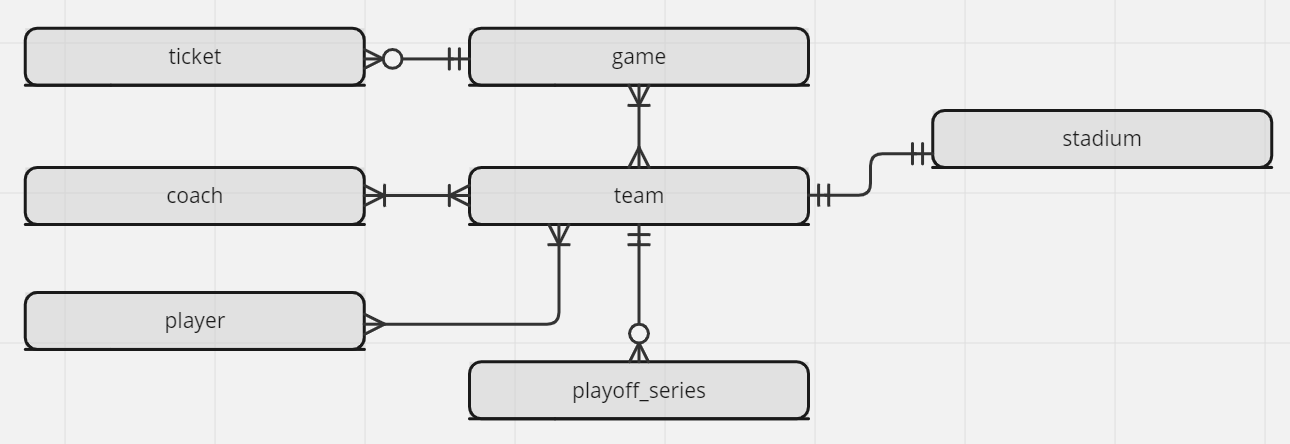 ticket
game
stadium
coach
team
player
playoff_series